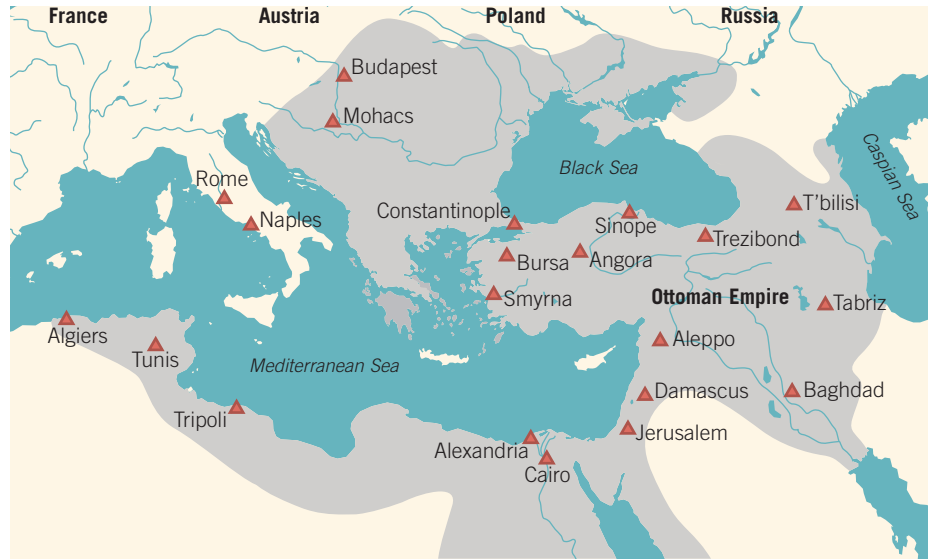 France
Austria
Poland
Russia
Budapest
Mohacs
Caspian Sea
Black Sea
Rome
Naples
Constantinople
Sinope
T'bilisi
Trezibond
Bursa
Angora
Smyrna
Ottoman Empire
Tabriz
Algiers
Tunis
Mediterranean Sea
Aleppo
Damascus
Baghdad
Tripoli
Alexandria
Jerusalem
Cairo